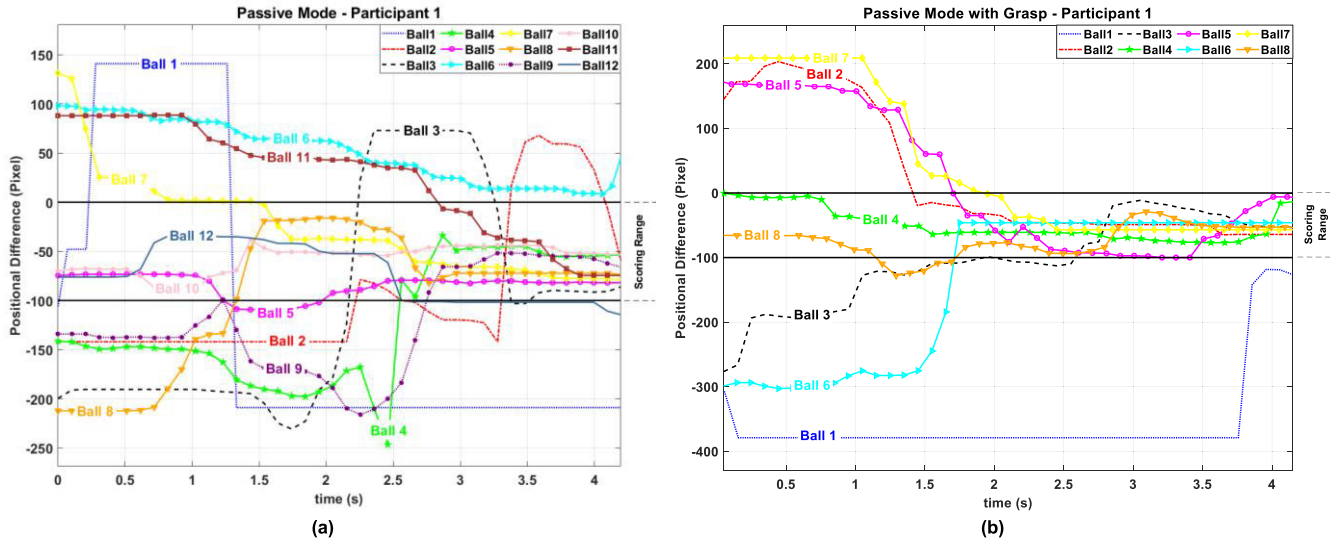 Passive Mode - Participant 1
Ball1 Ball4 Ball7 Ball10
Ball2 Ball5 Ball8 Ball11
Ball3 Ball6 Ball9 Ball12
150
100
50
0
-50
-100
-150
-200
-250
Positional Difference (Pixel)
Ball 1
Ball 3
Ball 6
Ball 11
Ball 7
Ball 12
Ball 10
Ball 5
Ball 2
Ball 9
Ball 8
Ball 4
Scoring Range
0 0.5 1 1.5 2 2.5 3 3.5 4
time (s)
(a)
Passive Mode with Grasp - Participant 1
Ball1 Ball3 Ball5 Ball7
Ball2 Ball4 Ball6 Ball8
200
100
0
-100
-200
-300
-400
Positional Difference (Pixel)
Ball 7
Ball 2
Ball 5
Ball 4
Ball 8
Ball 3
Ball 6
Ball 1
Scoring
Range
0.5 1 1.5 2 2.5 3 3.5 4
time (s)
(b)